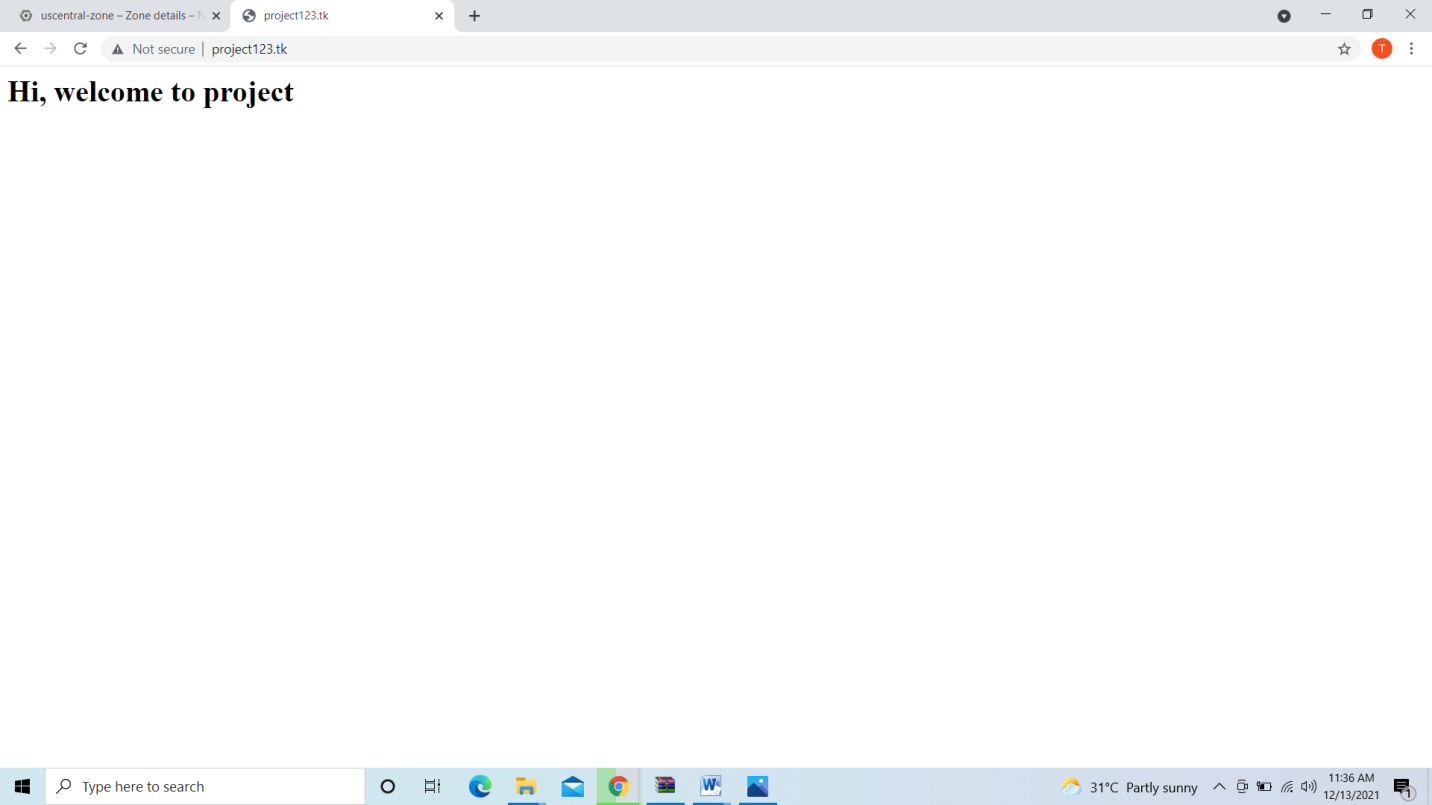 uscentral-zone – Zone details – N
project123.tk
Not secure
project123.tk
T
Hi, welcome to project
Type here to search
W
31°C Partly sunny
11:36 AM
12/13/2021
1